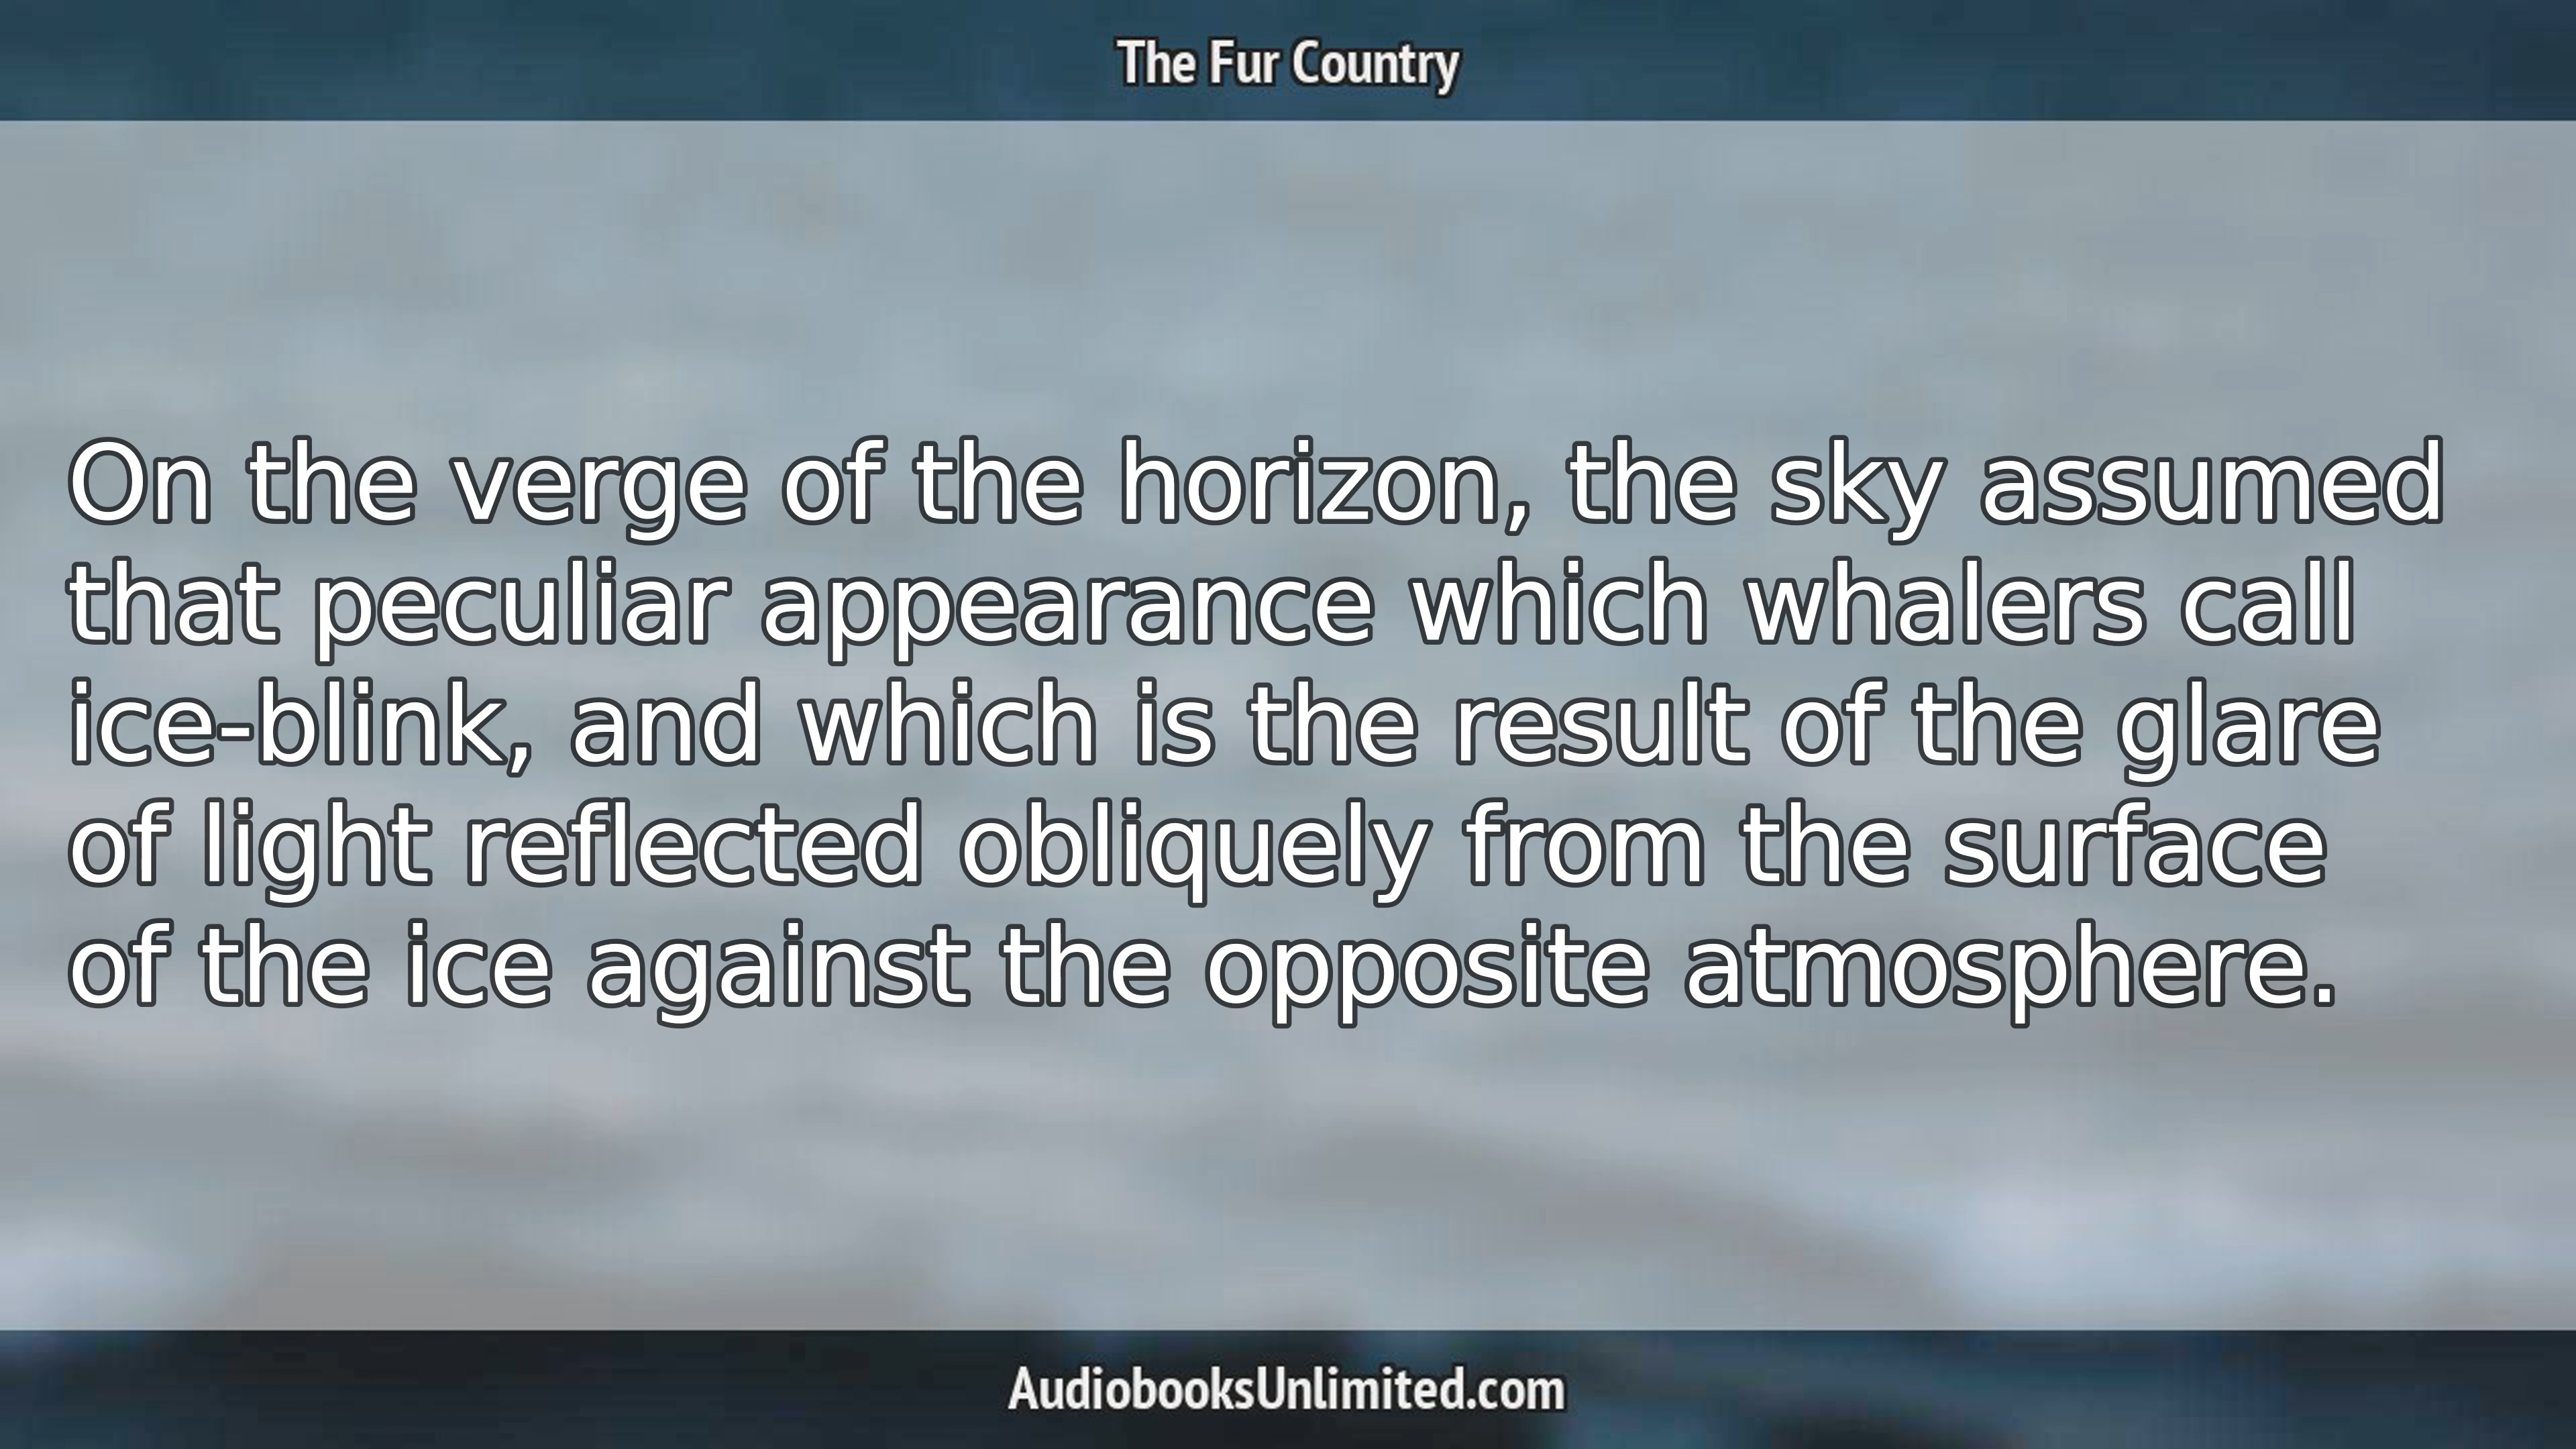 The Fur Country
On the verge of the horizon, the sky assumed
that peculiar appearance which whalers call
ice-blink, and which is the result of the glare
of light reflected obliquely from the surface
of the ice against the opposite atmosphere.
AudiobooksUnlimited.com